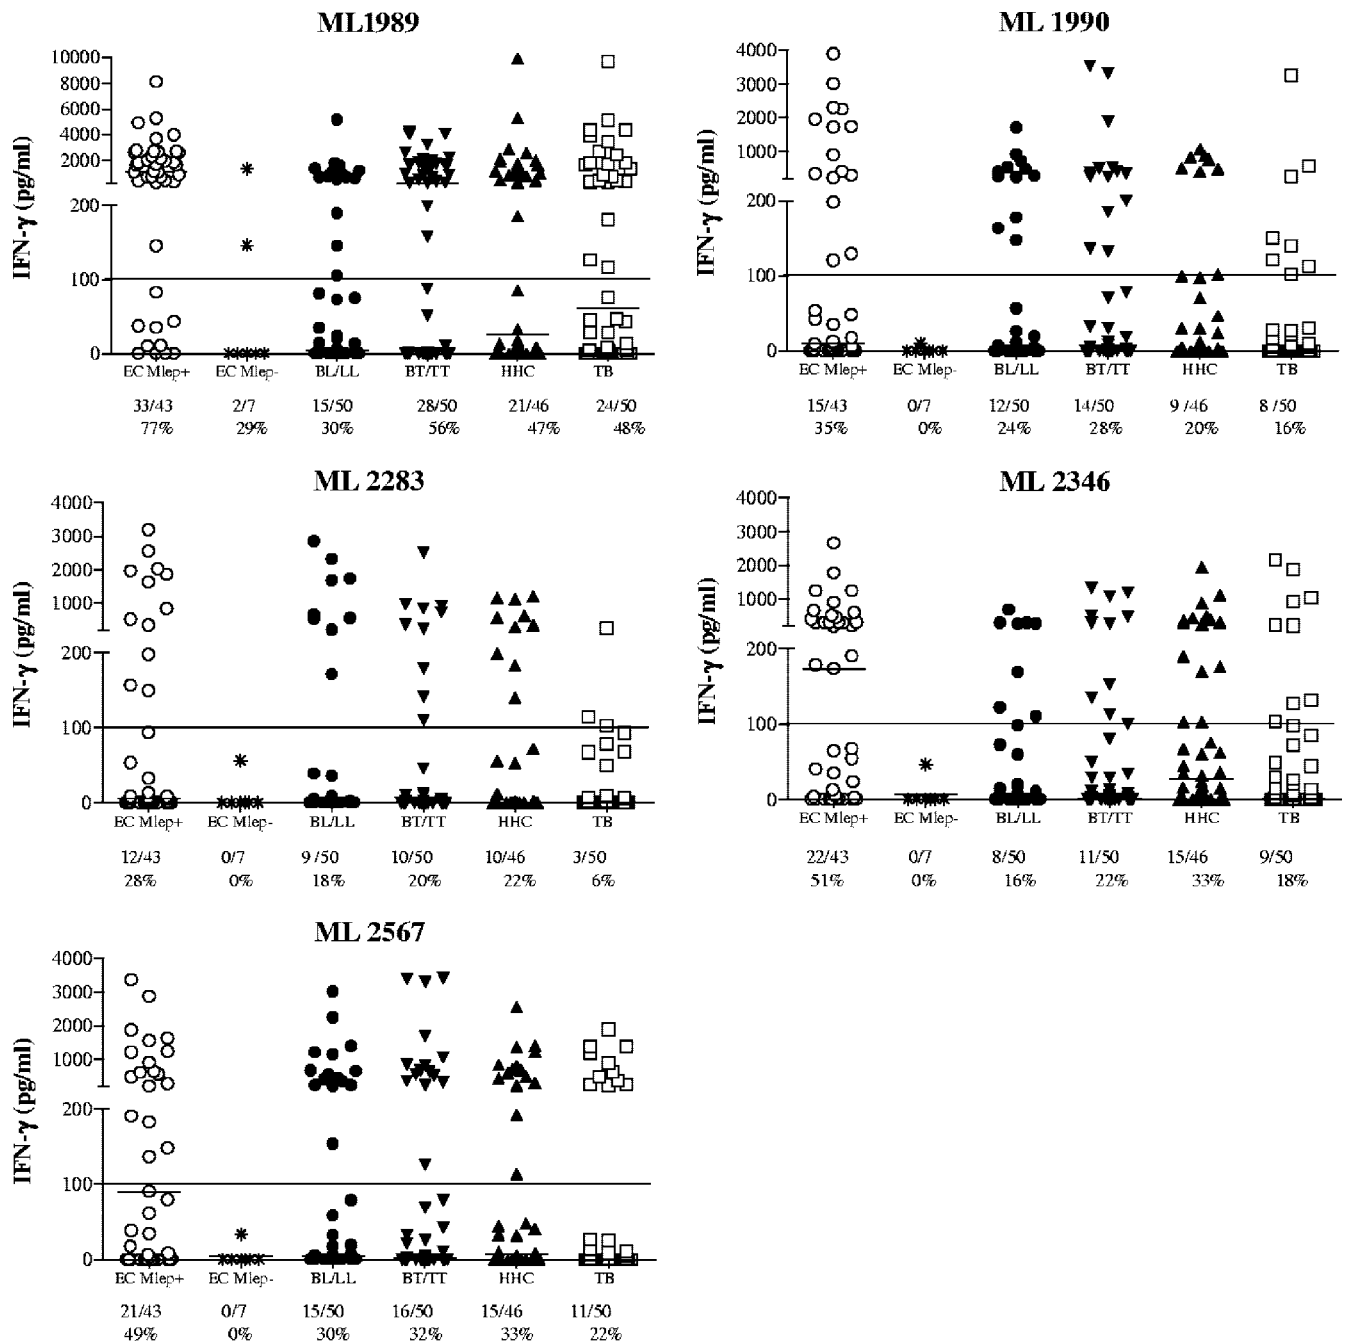 ML1989
IFN-γ (pg/ml)
10000
8000
6000
4000
2000
200
100
0
EC Mlep+ EC Mlep- BL/LL BT/TT HHC TB
33/43 2/7 15/50 28/50 21/46 24/50
77% 29% 30% 56% 47% 48%
ML 1990
IFN-γ (pg/ml)
4000
3000
2000
1000
200
100
0
EC Mlep+ EC Mlep- BL/LL BT/TT HHC TB
15/43 0/7 12/50 14/50 9 /46 8 /50
35% 0% 24% 28% 20% 16%
ML 2283
IFN-γ (pg/ml)
4000
3000
2000
1000
200
100
0
EC Mlep+ EC Mlep- BL/LL BT/TT HHC TB
12/43 0/7 9 /50 10/50 10/46 3/50
28% 0% 18% 20% 22% 6%
ML 2346
IFN-γ (pg/ml)
4000
3000
2000
1000
200
100
0
EC Mlep+ EC Mlep- BL/LL BT/TT HHC TB
22/43 0/7 8/50 11/50 15/46 9/50
51% 0% 16% 22% 33% 18%
ML 2567
IFN-γ (pg/ml)
4000
3000
2000
1000
200
100
0
EC Mlep+ EC Mlep- BL/LL BT/TT HHC TB
21/43 0/7 15/50 16/50 15/46 11/50
49% 0% 30% 32% 33% 22%